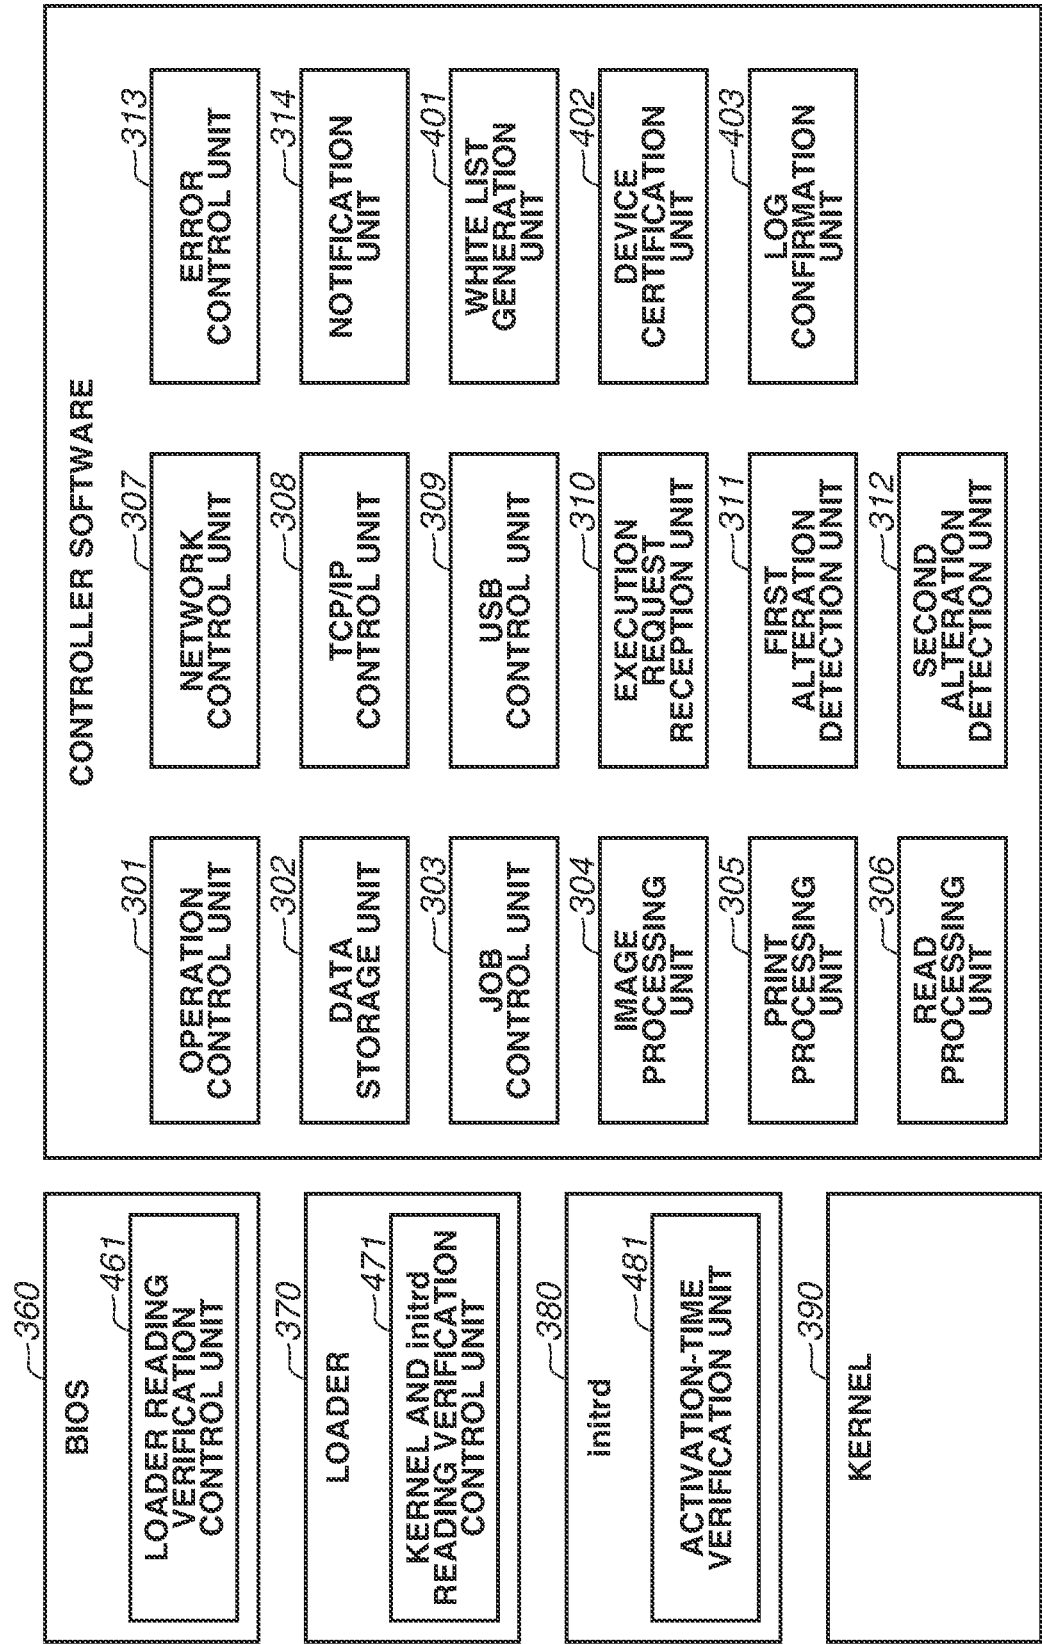 360
BIOS
461
LOADER READING
VERIFICATION
CONTROL UNIT
370
LOADER
471
KERNEL AND initrd
READING VERIFICATION
CONTROL UNIT
380
initrd
481
ACTIVATION-TIME
VERIFICATION UNIT
390
KERNEL
CONTROLLER SOFTWARE
301
OPERATION
CONTROL UNIT
302
DATA
STORAGE UNIT
303
JOB
CONTROL UNIT
304
IMAGE
PROCESSING
UNIT
305
PRINT
PROCESSING
UNIT
306
READ
PROCESSING
UNIT
307
NETWORK
CONTROL UNIT
308
TCP/IP
CONTROL UNIT
309
USB
CONTROL UNIT
310
EXECUTION
REQUEST
RECEPTION UNIT
311
FIRST
ALTERATION
DETECTION UNIT
312
SECOND
ALTERATION
DETECTION UNIT
313
ERROR
CONTROL UNIT
314
NOTIFICATION
UNIT
401
WHITE LIST
GENERATION
UNIT
402
DEVICE
CERTIFICATION
UNIT
403
LOG
CONFIRMATION
UNIT